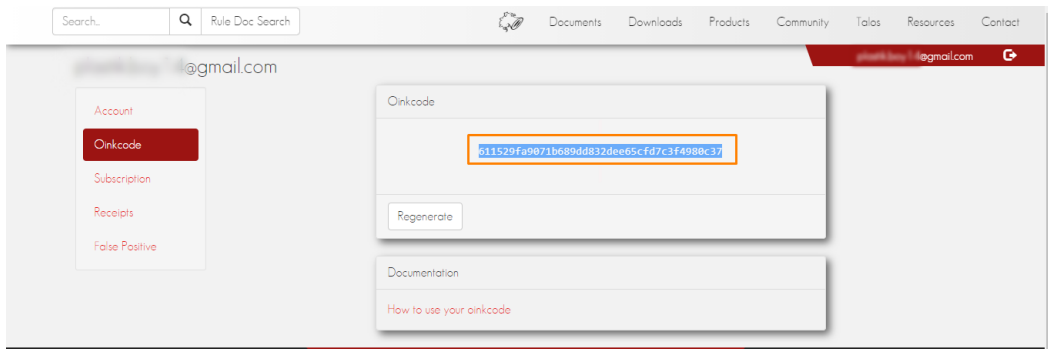 Search..
Rule Doc Search
Documents Downloads Products Community Talos Resources Contact
@gmail.com
@gmail.com
Account
Oinkcode
Subscription
Receipts
False Positive
Oinkcode
611529fa9071b689dd832dee65cfd7c3f4980c37
Regenerate
Documentation
How to use your oinkcode